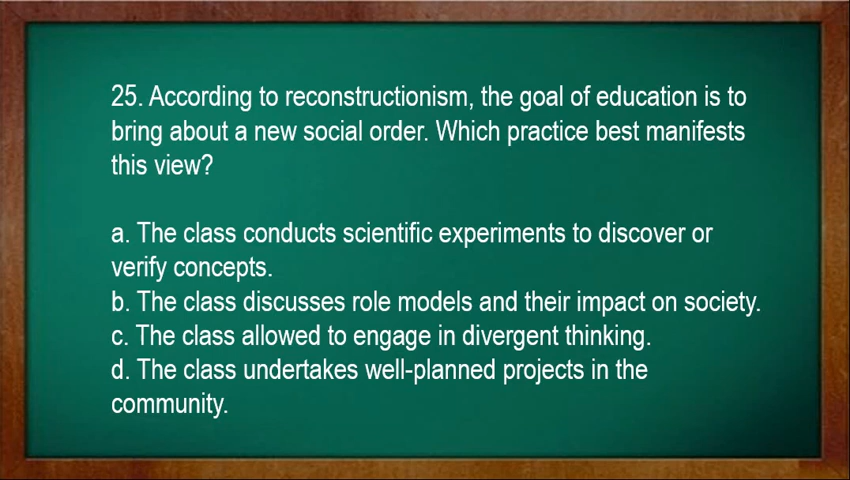 25. According to reconstructionism, the goal of education is to
bring about a new social order. Which practice best manifests
this view?
a. The class conducts scientific experiments to discover or
verify concepts.
b. The class discusses role models and their impact on society.
c. The class allowed to engage in divergent thinking.
d. The class undertakes well-planned projects in the
community.